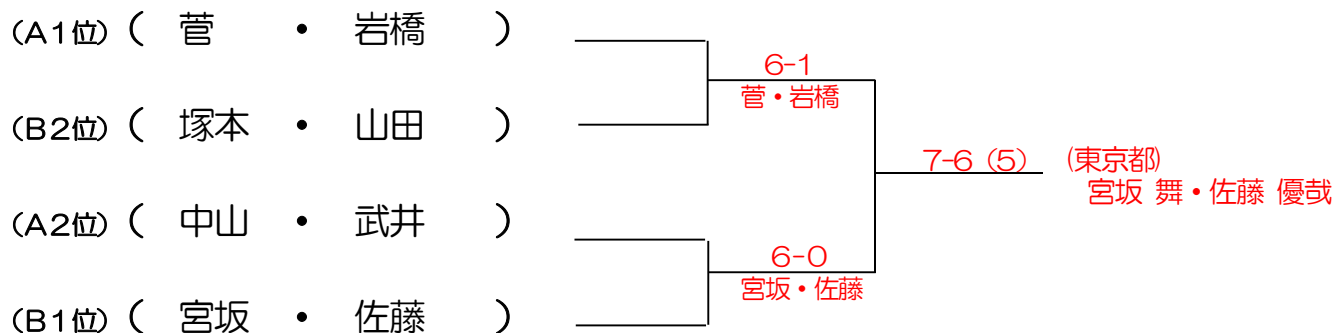 (A1位) ( 菅 ・ 岩橋 )
6-1
菅・岩橋
(B2位) ( 塚本 ・ 山田 )
7-6 (5) (東京都)
宮坂 舞・佐藤 優哉
(A2位) ( 中山 ・ 武井 )
6-0
宮坂・佐藤
(B1位) ( 宮坂 ・ 佐藤 )